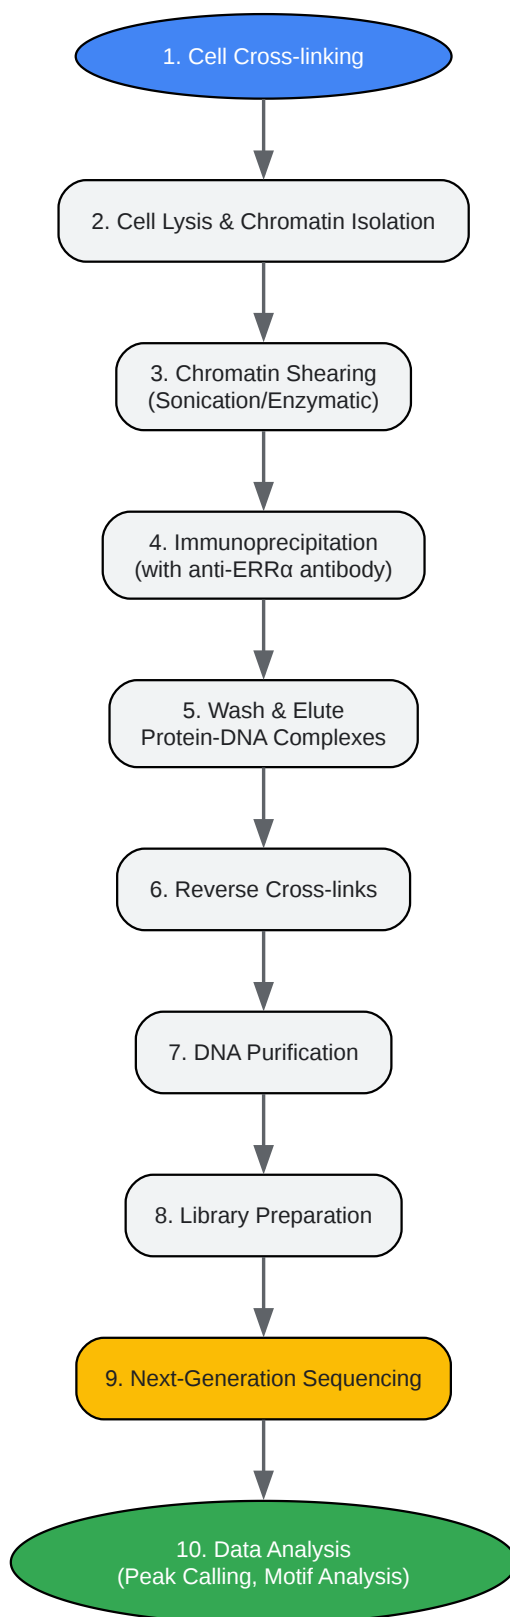 1. Cell Cross-linking
2. Cell Lysis & Chromatin Isolation
3. Chromatin Shearing
(Sonication/Enzymatic)
4. Immunoprecipitation
(with anti-ERRα antibody)
5. Wash & Elute
Protein-DNA Complexes
6. Reverse Cross-links
7. DNA Purification
8. Library Preparation
9. Next-Generation Sequencing
10. Data Analysis
(Peak Calling, Motif Analysis)